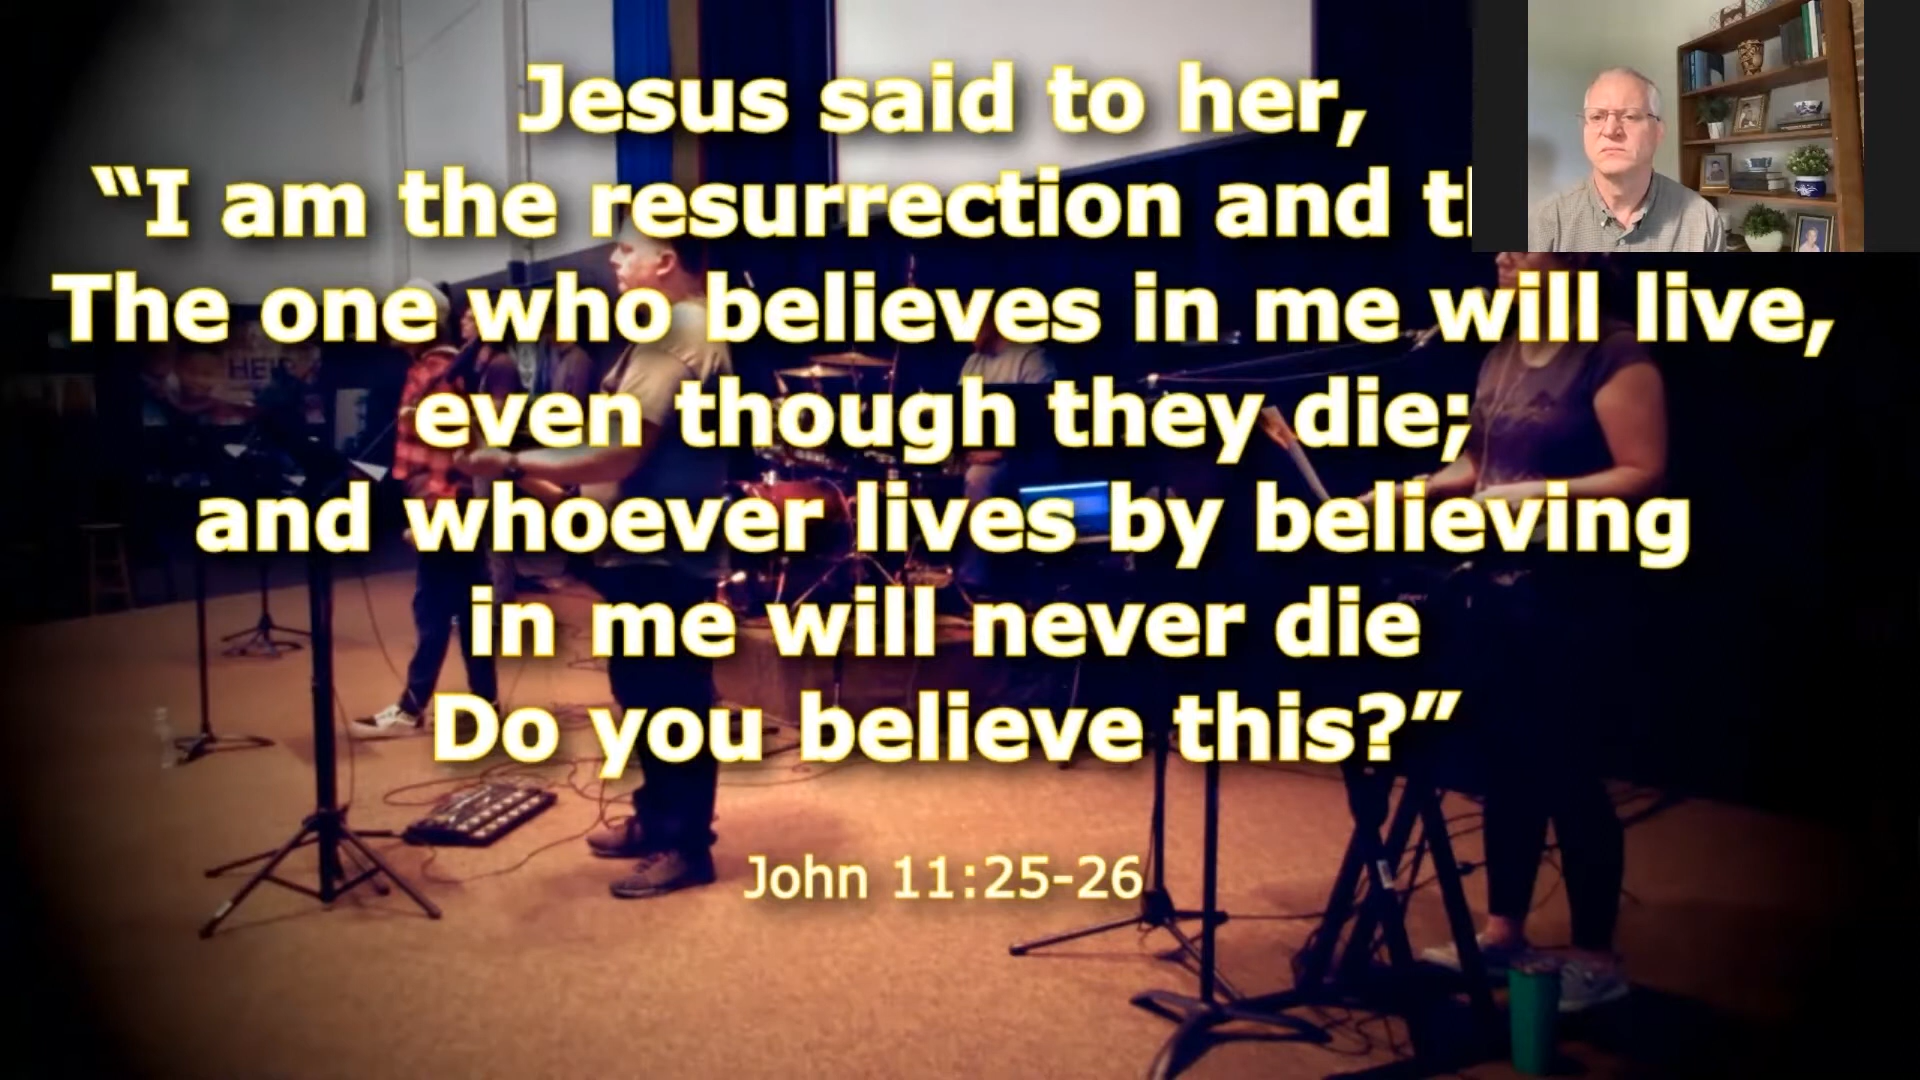 Jesus said to her,
“I am the resurrection and
The one who believes in me will live,
even though they die;
and whoever lives by believing
in me will never die
Do you believe this?”
John 11:25-26
HEIR